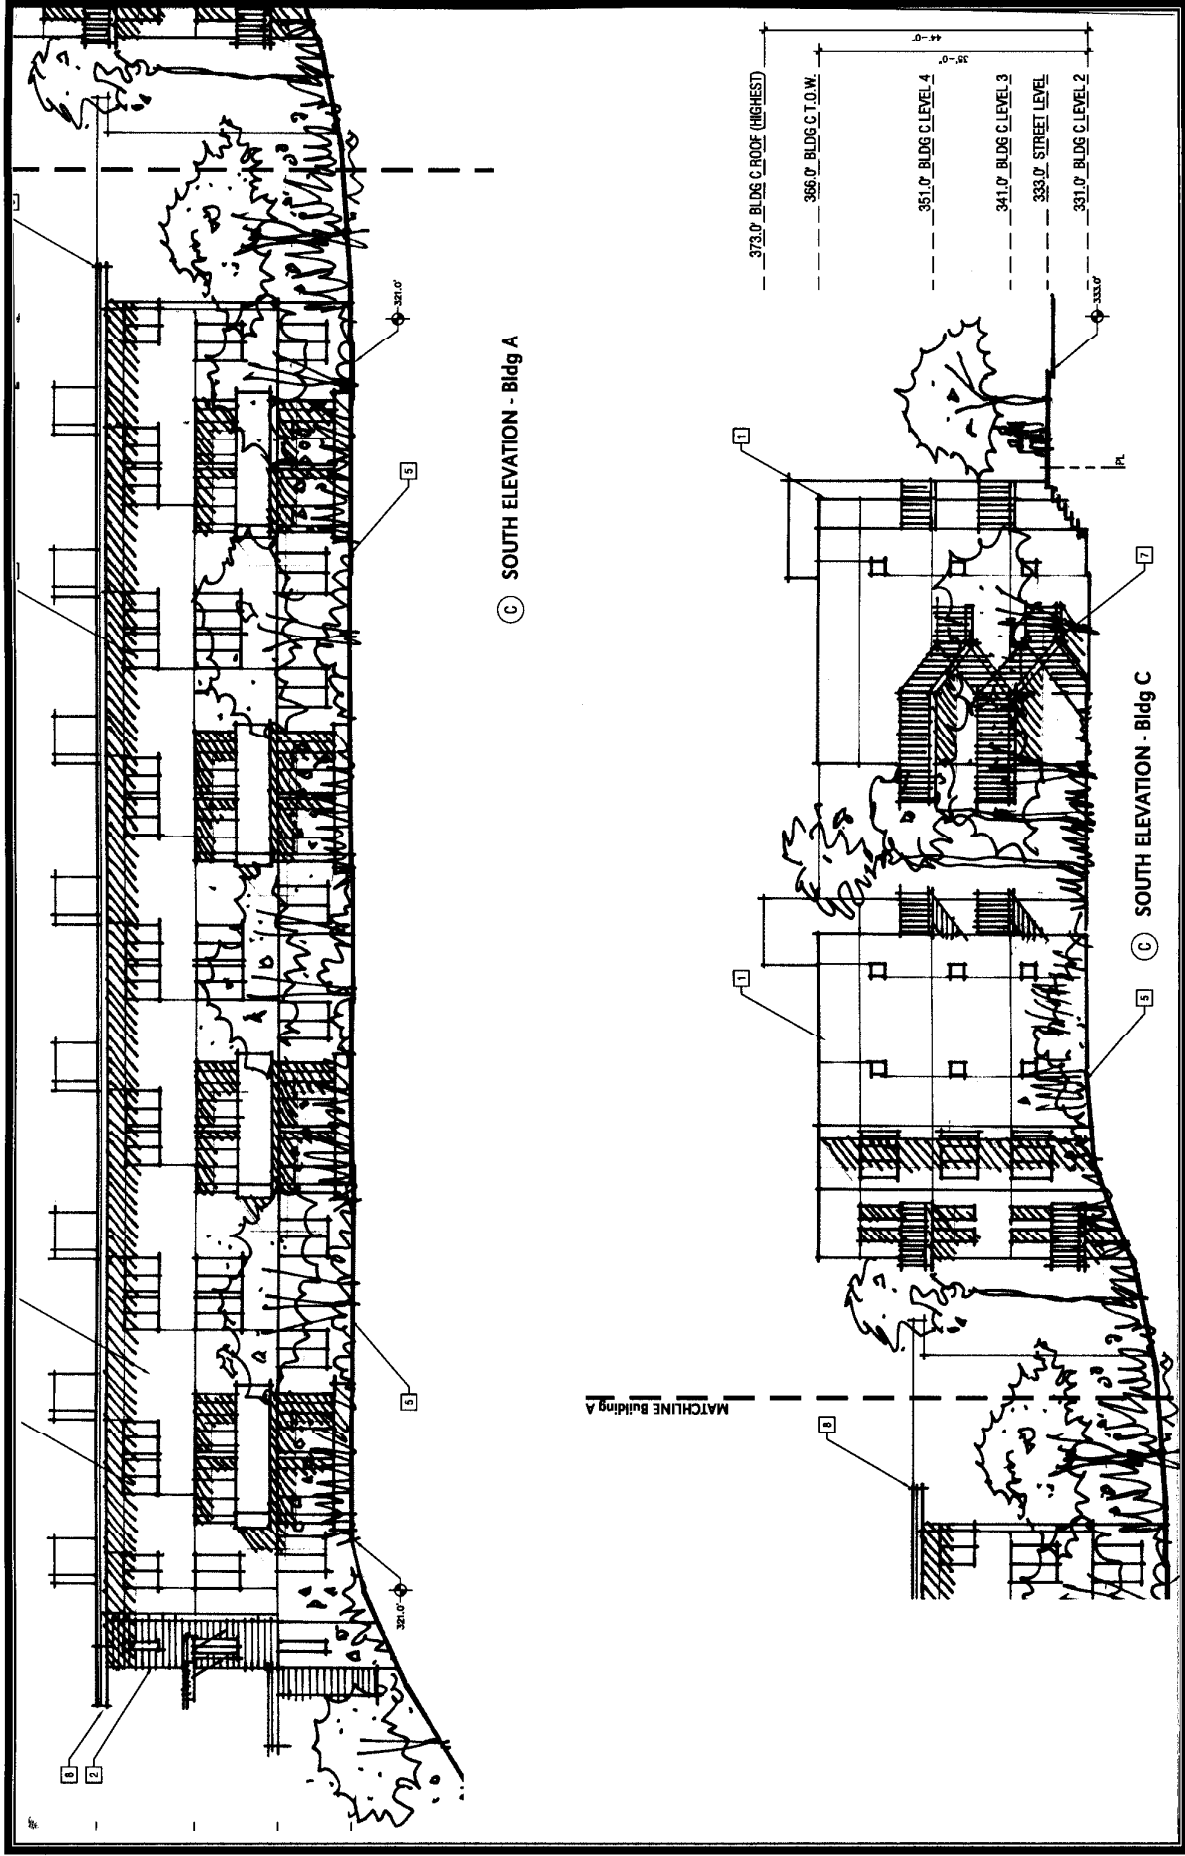 8
2
321.0'
5
5
321.0'
C SOUTH ELEVATION - Bldg A
MATCHLINE Building A
8
1
1
5
7
PL
333.0'
373.0' BLDG C ROOF (HIGHEST)
366.0' BLDG C T.O.W.
351.0' BLDG C LEVEL 4
341.0' BLDG C LEVEL 3
333.0' STREET LEVEL
331.0' BLDG C LEVEL 2
35'-0"
44'-0"
C SOUTH ELEVATION - Bldg C